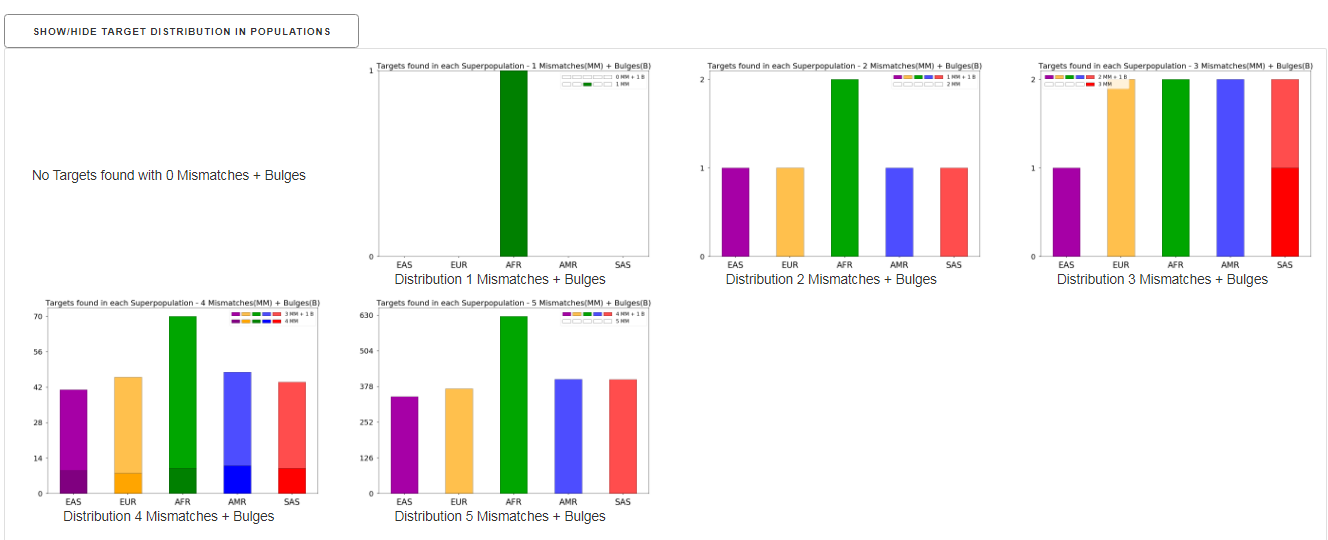 SHOW/HIDE TARGET DISTRIBUTION IN POPULATIONS
No Targets found with 0 Mismatches + Bulges
Targets found in each Superpopulation - 1 Mismatches(MM) + Bulges(B)
0 MM + 1 B
1 MM
1
0
EAS EUR AFR AMR SAS
Distribution 1 Mismatches + Bulges
Targets found in each Superpopulation - 2 Mismatches(MM) + Bulges(B)
1 MM + 1 B
2 MM
2
1
0
EAS EUR AFR AMR SAS
Distribution 2 Mismatches + Bulges
Targets found in each Superpopulation - 3 Mismatches(MM) + Bulges(B)
2 MM + 1 B
3 MM
2
1
0
EAS EUR AFR AMR SAS
Distribution 3 Mismatches + Bulges
Targets found in each Superpopulation - 4 Mismatches(MM) + Bulges(B)
3 MM + 1 B
4 MM
70
56
42
28
14
0
EAS EUR AFR AMR SAS
Distribution 4 Mismatches + Bulges
Targets found in each Superpopulation - 5 Mismatches(MM) + Bulges(B)
4 MM + 1 B
5 MM
630
504
378
252
126
0
EAS EUR AFR AMR SAS
Distribution 5 Mismatches + Bulges